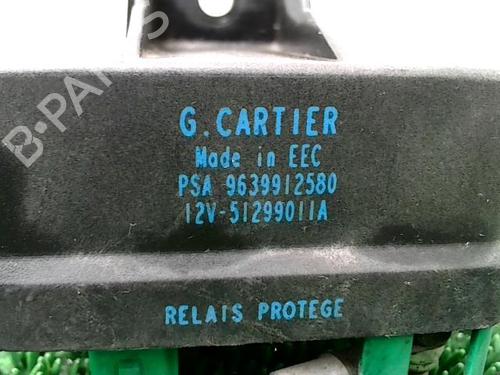 G.CARTIER
Made in EEC
PSA 9639912580
12V-51299011A
RELAIS PROTEGE
B-PARTS